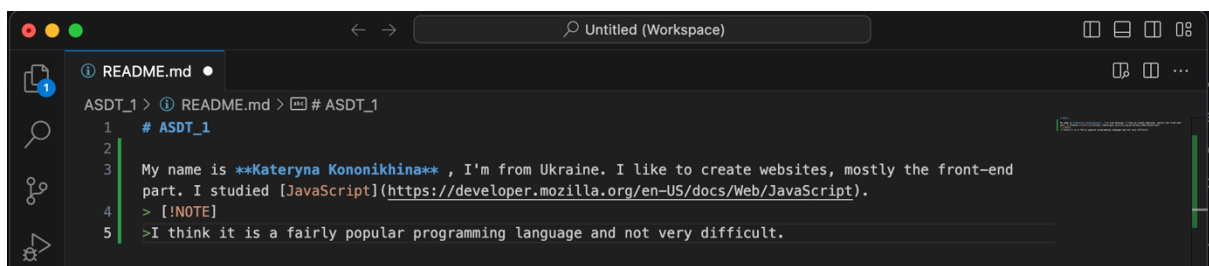 Untitled (Workspace)
README.md
1
ASDT_1 > README.md > abc # ASDT_1
1 # ASDT_1
2
3 My name is **Kateryna Kononikhina** , I'm from Ukraine. I like to create websites, mostly the front-end
part. I studied [JavaScript](https://developer.mozilla.org/en-US/docs/Web/JavaScript).
4 > [!NOTE]
5 >I think it is a fairly popular programming language and not very difficult.